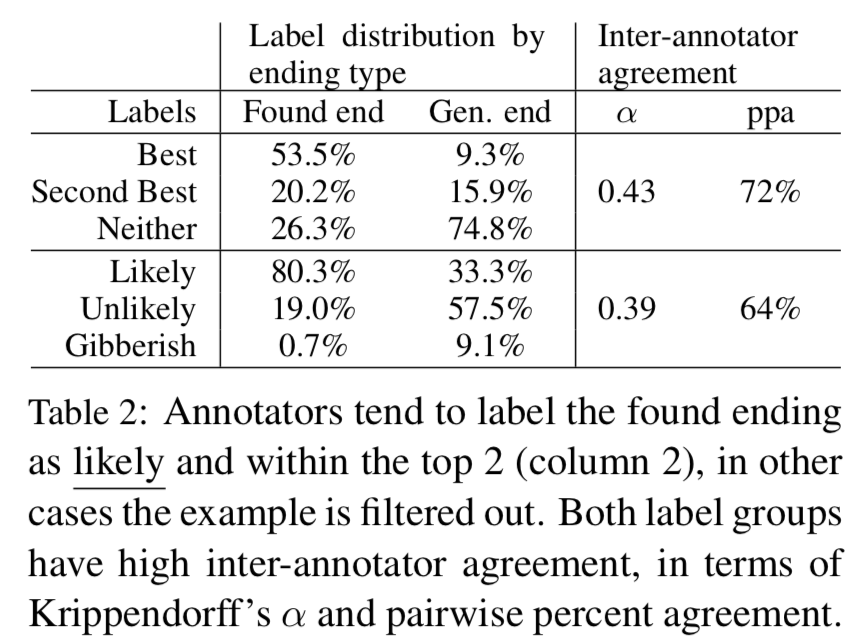 Label distribution by ending type Inter-annotator agreement
Labels Found end Gen. end α ppa
Best 53.5% 9.3%
Second Best 20.2% 15.9% 0.43 72%
Neither 26.3% 74.8%
Likely 80.3% 33.3%
Unlikely 19.0% 57.5% 0.39 64%
Gibberish 0.7% 9.1%
Table 2: Annotators tend to label the found ending
as likely and within the top 2 (column 2), in other
cases the example is filtered out. Both label groups
have high inter-annotator agreement, in terms of
Krippendorff's α and pairwise percent agreement.